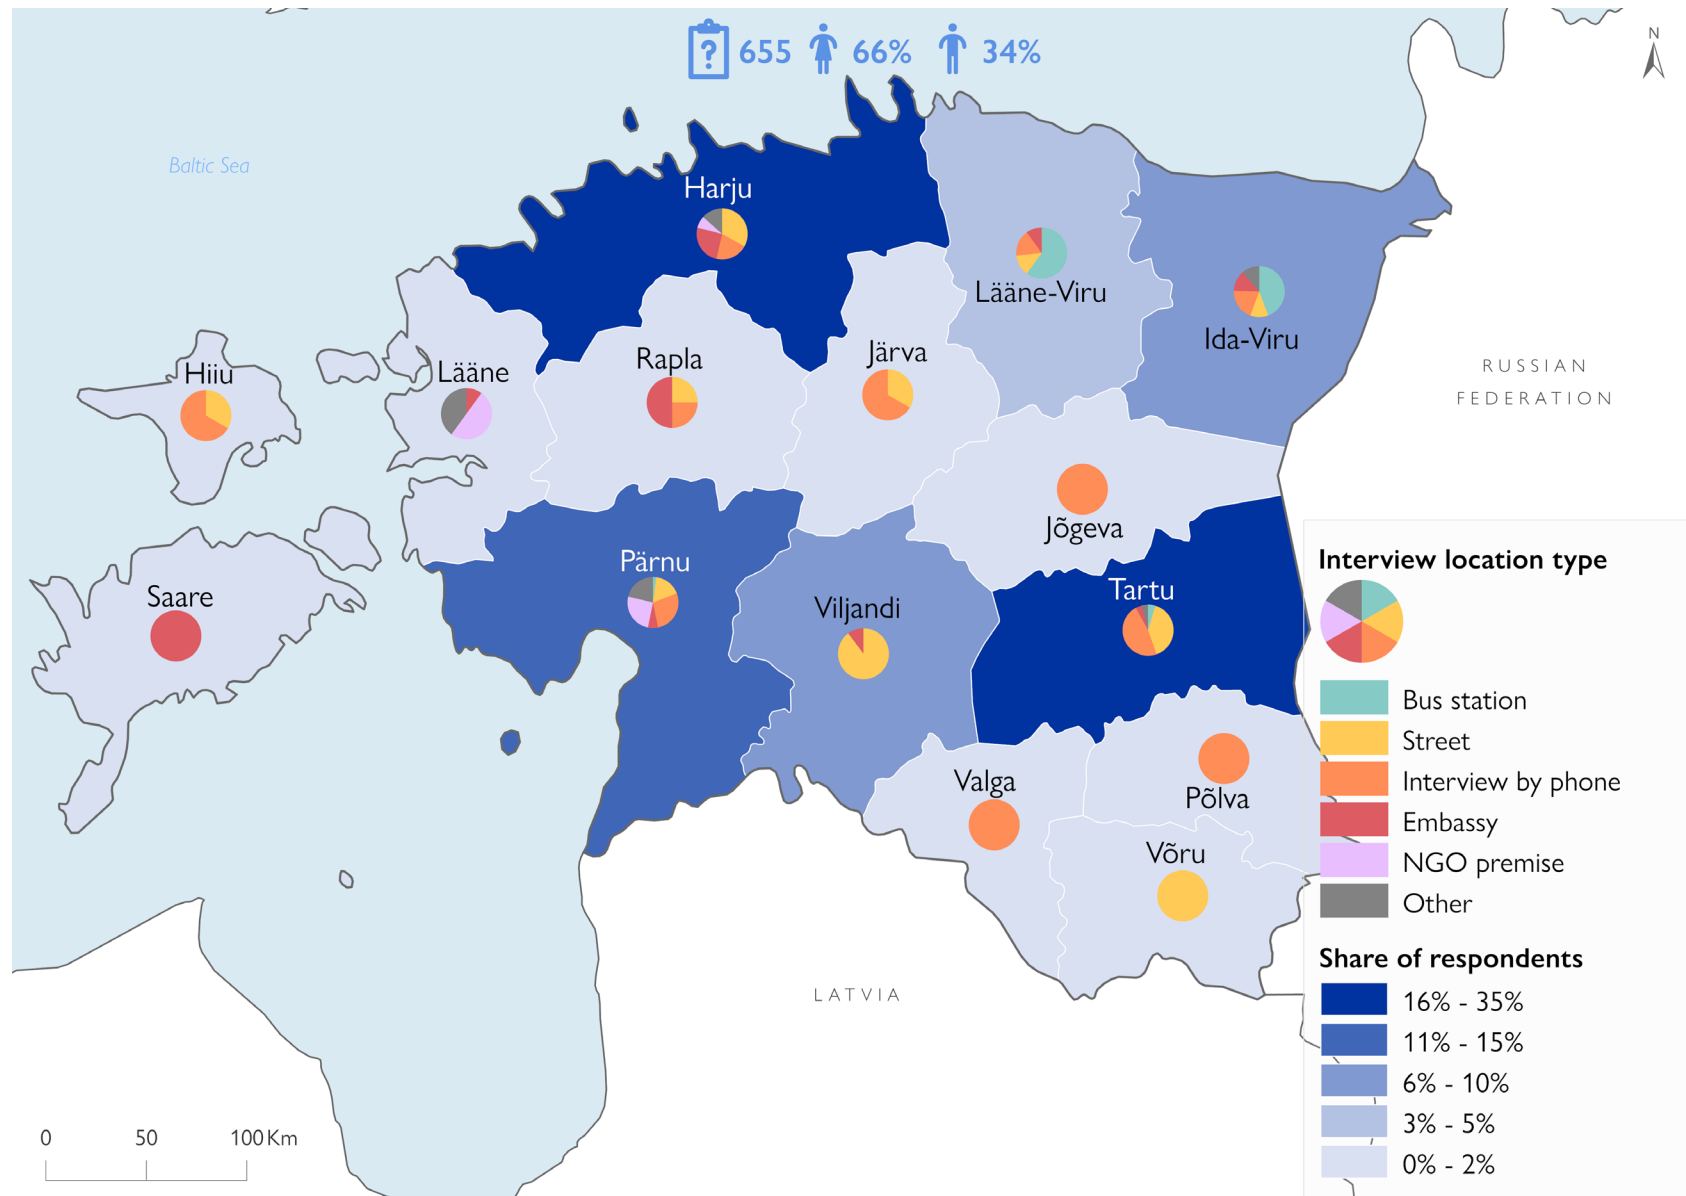 655 66% 34%
N
Baltic Sea
Harju
Lääne-Viru
Ida-Viru
Hiiu
Lääne
Rapla
Järva
RUSSIAN
FEDERATION
Jõgeva
Saare
Pärnu
Viljandi
Tartu
Valga
Põlva
Võru
LATVIA
Interview location type
Bus station
Street
Interview by phone
Embassy
NGO premise
Other
Share of respondents
16% - 35%
11% - 15%
6% - 10%
3% - 5%
0% - 2%
0 50 100 Km